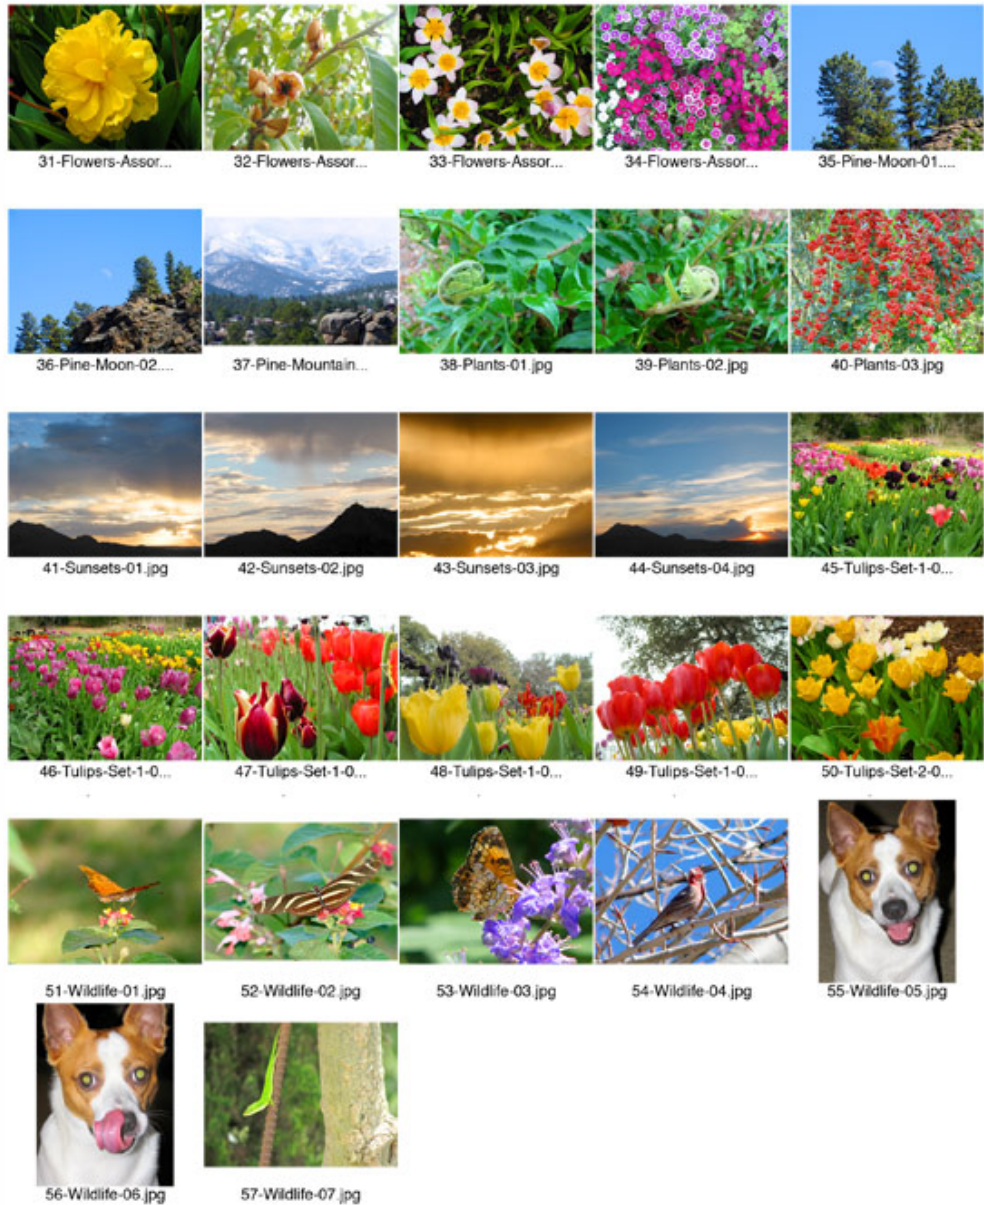 31-Flowers-Assor...
32-Flowers-Assor...
33-Flowers-Assor...
34-Flowers-Assor...
35-Pine-Moon-01....
36-Pine-Moon-02....
37-Pine-Mountain...
38-Plants-01.jpg
39-Plants-02.jpg
40-Plants-03.jpg
41-Sunsets-01.jpg
42-Sunsets-02.jpg
43-Sunsets-03.jpg
44-Sunsets-04.jpg
45-Tulips-Set-1-0...
46-Tulips-Set-1-0...
47-Tulips-Set-1-0...
48-Tulips-Set-1-0...
49-Tulips-Set-1-0...
50-Tulips-Set-2-0...
51-Wildlife-01.jpg
52-Wildlife-02.jpg
53-Wildlife-03.jpg
54-Wildlife-04.jpg
55-Wildlife-05.jpg
56-Wildlife-06.jpg
57-Wildlife-07.jpg